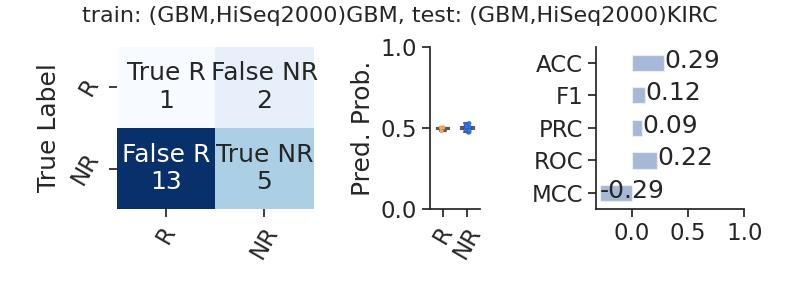 train: (GBM,HiSeq2000)GBM, test: (GBM,HiSeq2000)KIRC
True Label
R
NR
True R
1
False NR
2
False R
13
True NR
5
R
NR
Pred. Prob.
1.0
0.5
0.0
R
NR
ACC
0.29
F1
0.12
PRC
0.09
ROC
0.22
MCC
-0.29
0.0
0.5
1.0